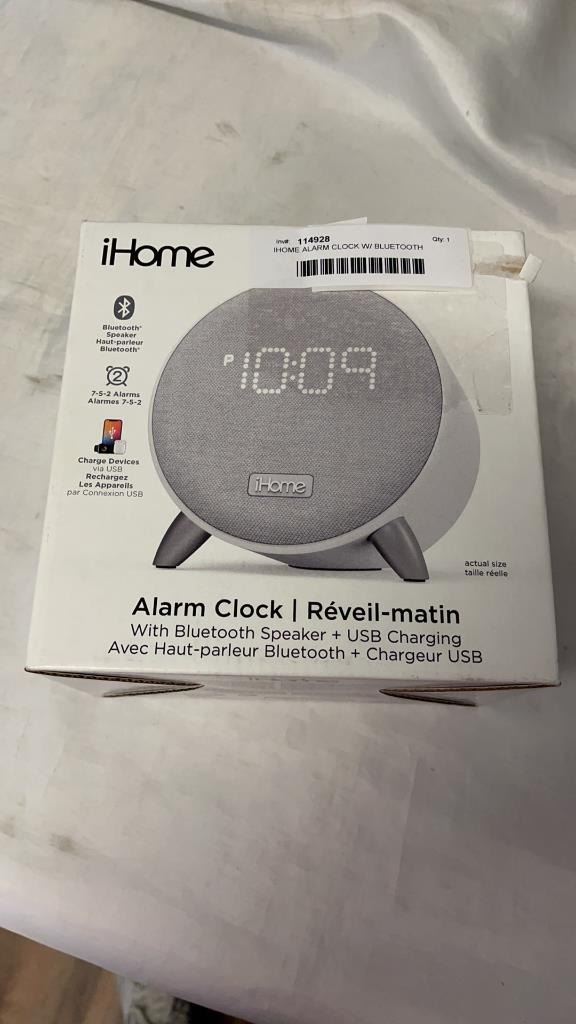 iHome
Inv#: 114928 Qty: 1
IHOME ALARM CLOCK W/ BLUETOOTH
Bluetooth®
Speaker
Haut-parleur
Bluetooth®
2
7-5-2 Alarms
Alarmes 7-5-2
Charge Devices
via USB
Rechargez
Les Appareils
par Connexion USB
P 10:09
iHome
actual size
taille réelle
Alarm Clock | Réveil-matin
With Bluetooth Speaker + USB Charging
Avec Haut-parleur Bluetooth + Chargeur USB